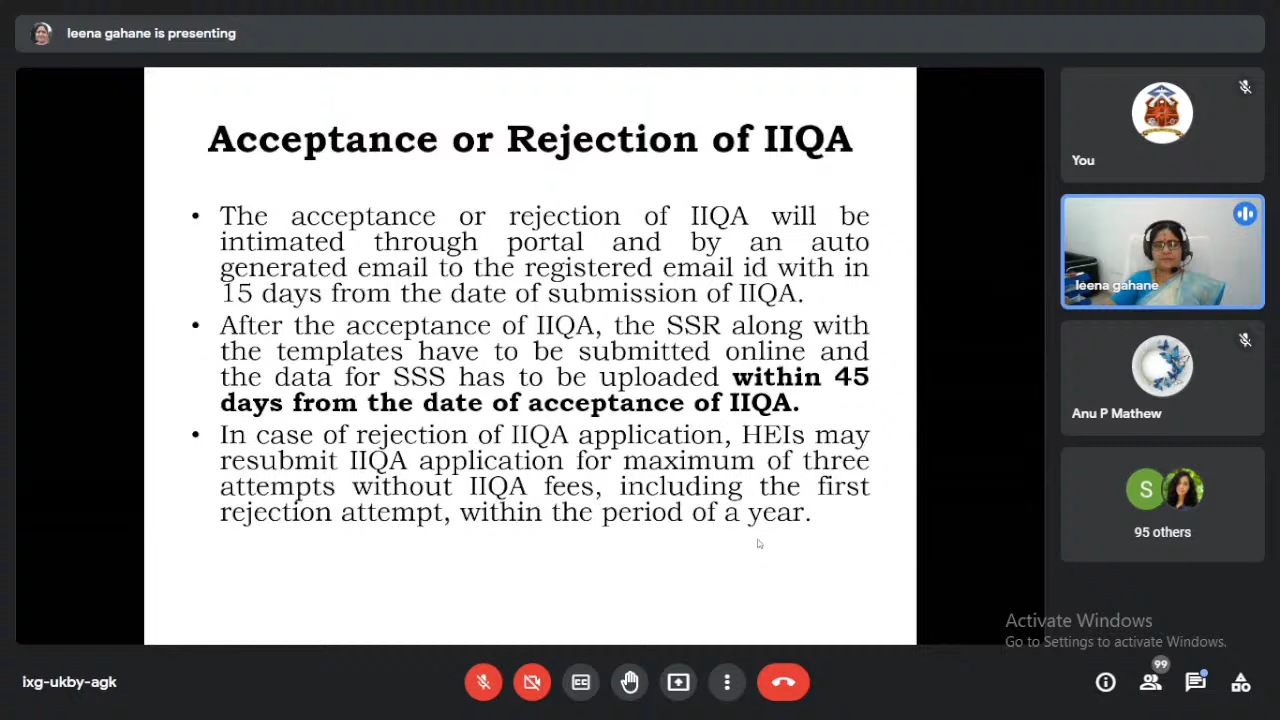 leena gahane is presenting
Acceptance or Rejection of IIQA
• The acceptance or rejection of IIQA will be
intimated through portal and by an auto
generated email to the registered email id with in
15 days from the date of submission of IIQA.
• After the acceptance of IIQA, the SSR along with
the templates have to be submitted online and
the data for SSS has to be uploaded within 45
days from the date of acceptance of IIQA.
• In case of rejection of IIQA application, HEIs may
resubmit IIQA application for maximum of three
attempts without IIQA fees, including the first
rejection attempt, within the period of a year.
You
leena gahane
Anu P Mathew
S
95 others
Activate Windows
Go to Settings to activate Windows.
ixg-ukby-agk
CC
99